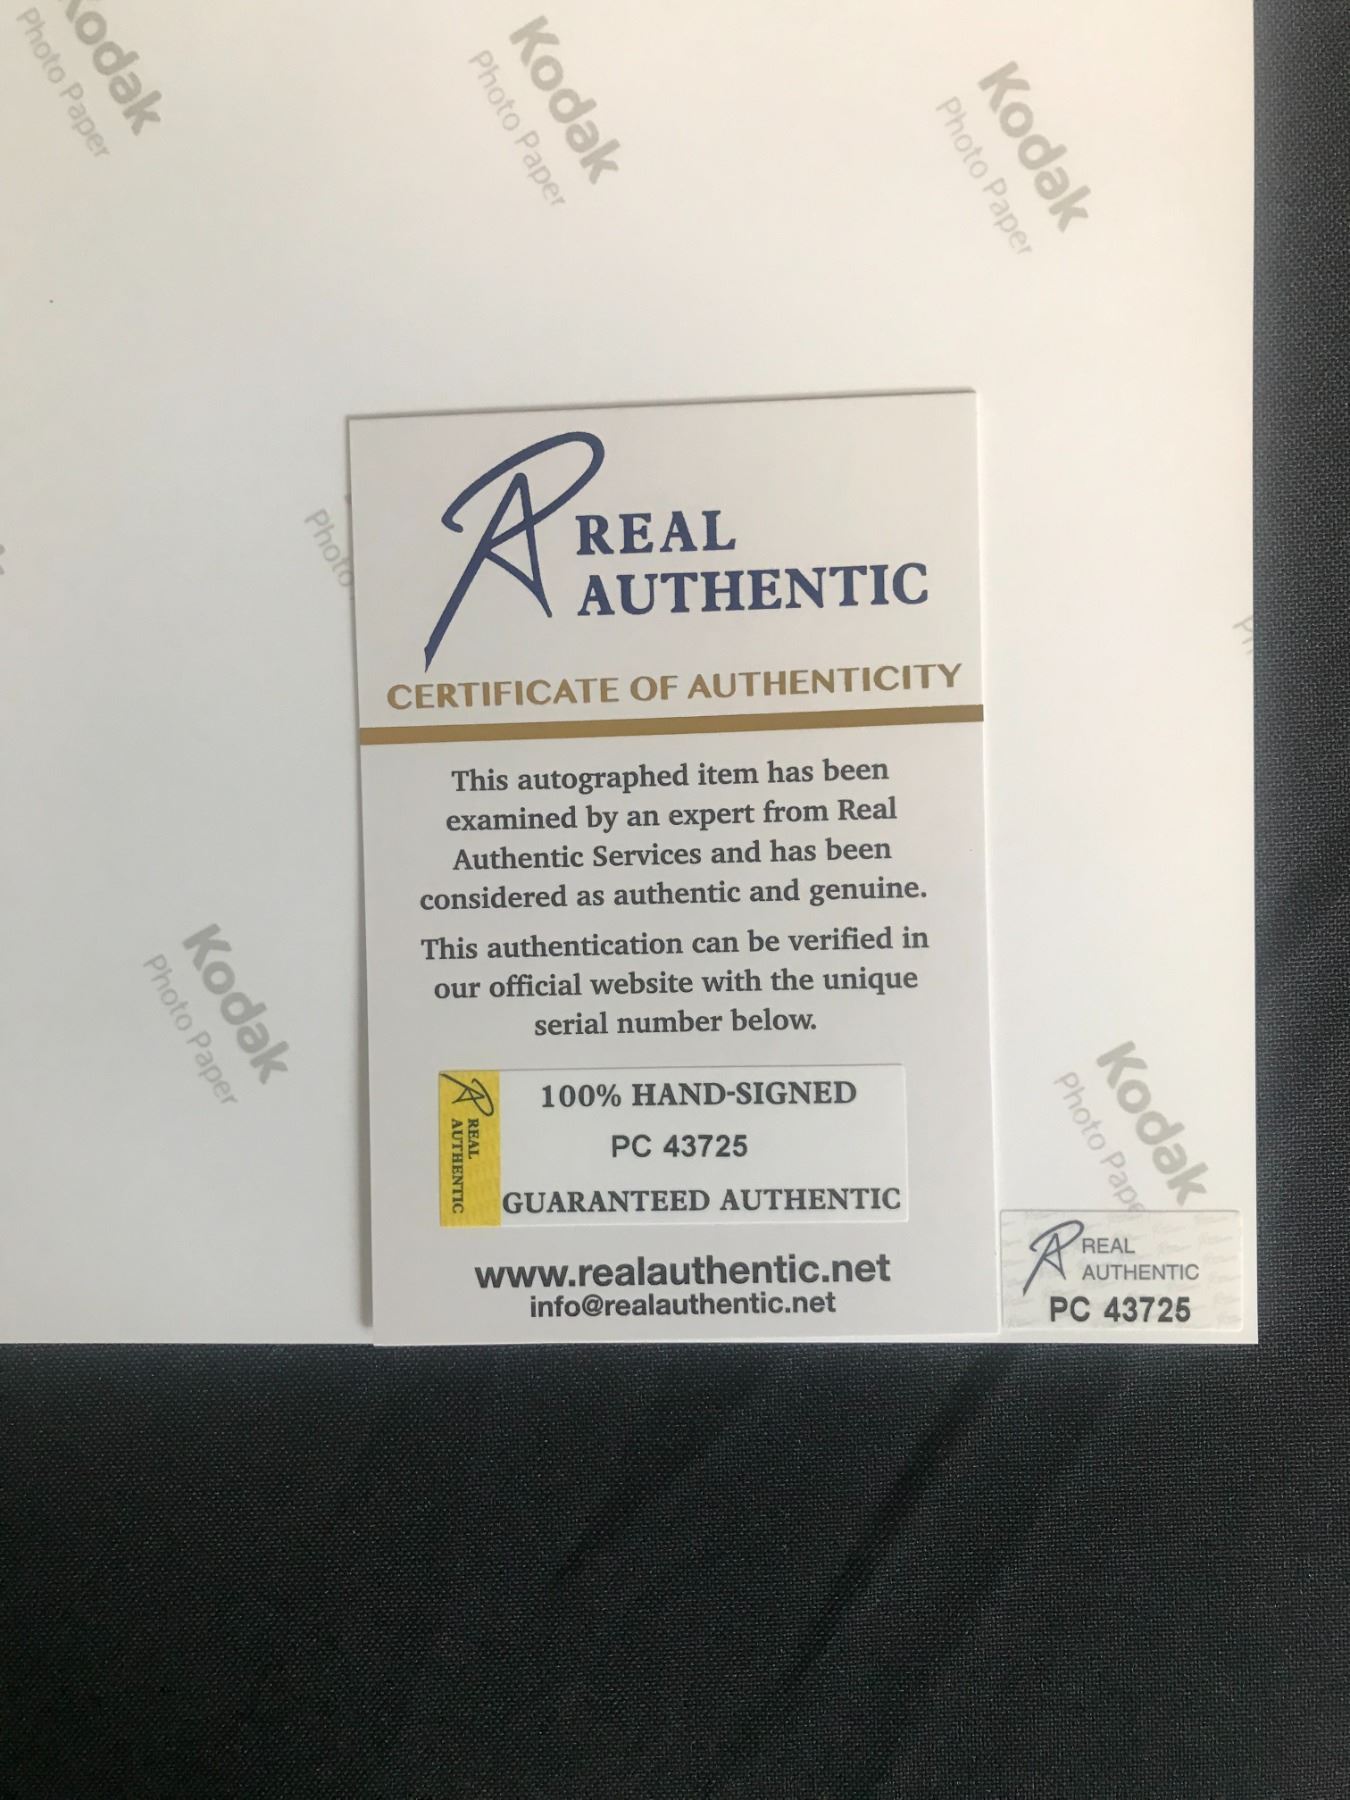 Kodak
Photo Paper
Kodak
Photo Paper
Kodak
Photo Paper
Photo
REAL
AUTHENTIC
CERTIFICATE OF AUTHENTICITY
This autographed item has been
examined by an expert from Real
Authentic Services and has been
considered as authentic and genuine.
This authentication can be verified in
our official website with the unique
serial number below.
REAL
AUTHENTIC
100% HAND-SIGNED
PC 43725
GUARANTEED AUTHENTIC
www.realauthentic.net
info@realauthentic.net
Kodak
Photo Paper
Kodak
Photo Pape
REAL
AUTHENTIC
PC 43725